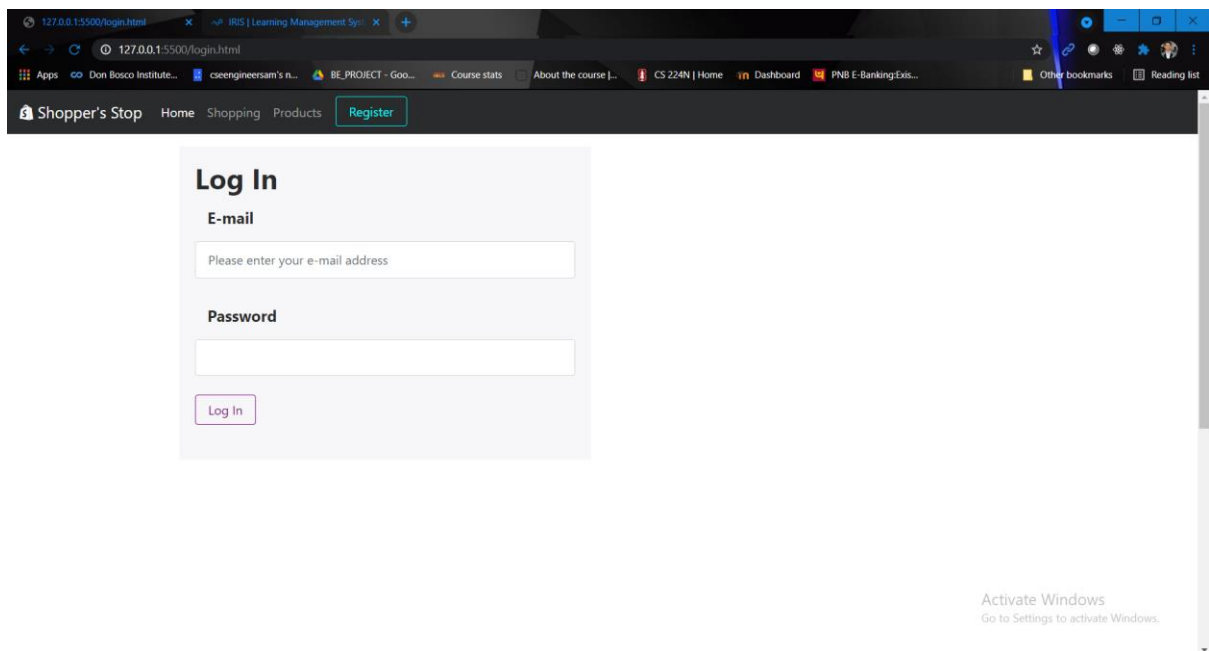 127.0.0.1:5500/login.html IRIS | Learning Management Syst
127.0.0.1:5500/login.html
Apps Don Bosco Institute... cseengineersam's n... BE_PROJECT - Goo... Course stats About the course |... CS 224N | Home Dashboard PNB E-Banking:Exis... Other bookmarks Reading list
Shopper's Stop Home Shopping Products Register
Log In
E-mail
Please enter your e-mail address
Password
Log In
Activate Windows
Go to Settings to activate Windows.